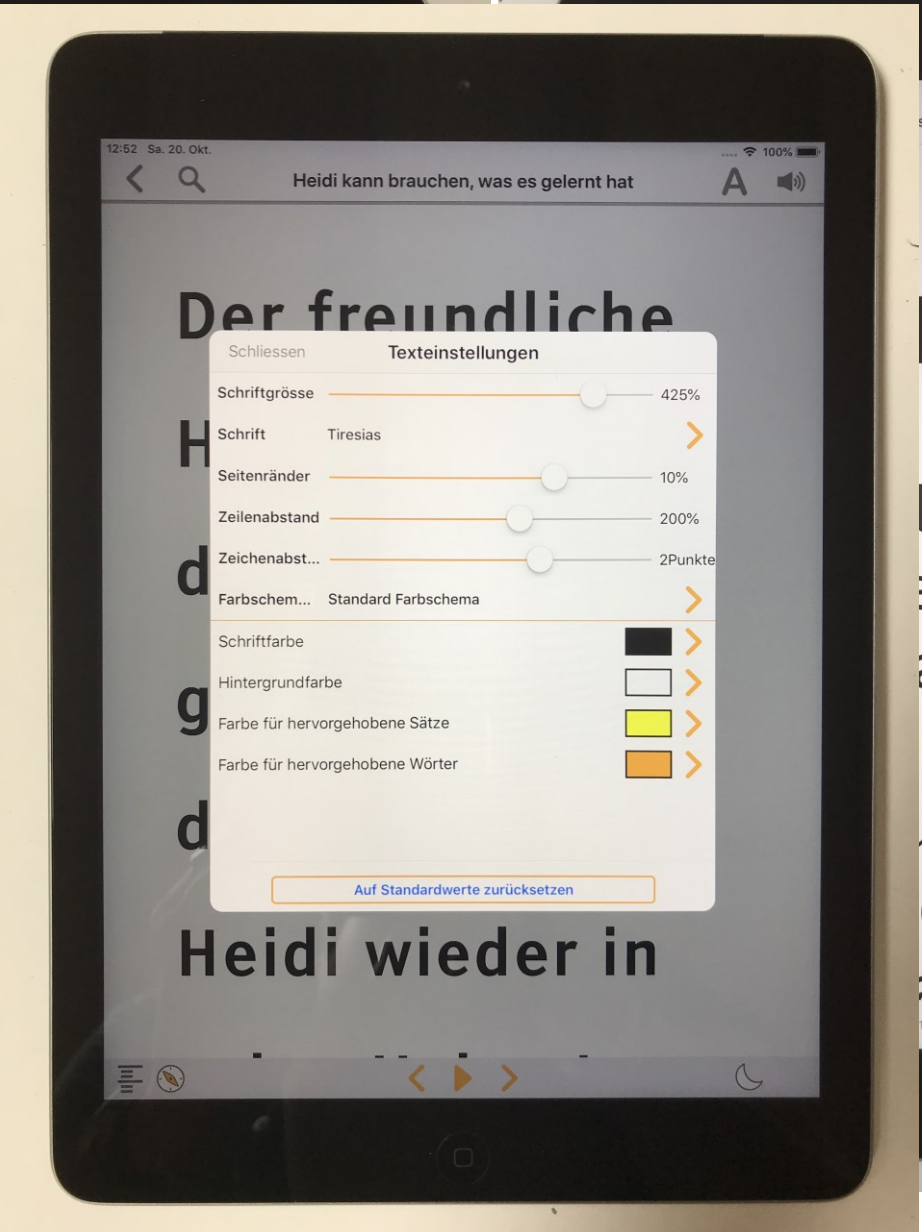 12:52 Sa. 20. Okt.
100%
Heidi kann brauchen, was es gelernt hat
A
Der freundliche
Schliessen Texteinstellungen
Schriftgrösse 425%
H
Schrift Tiresias
Seitenränder 10%
Zeilenabstand 200%
d
Zeichenabst... 2Punkte
Farbschem... Standard Farbschema
Schriftfarbe
Hintergrundfarbe
g
Farbe für hervorgehobene Sätze
Farbe für hervorgehobene Wörter
d
Auf Standardwerte zurücksetzen
Heidi wieder in